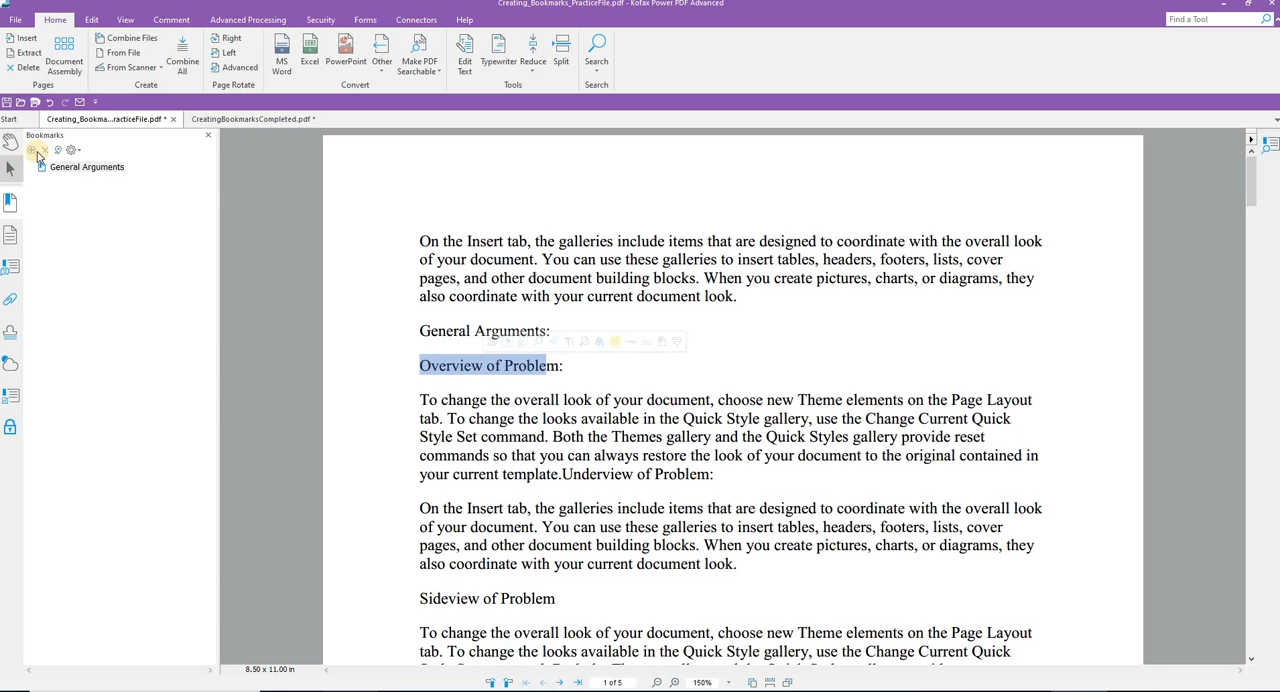 Creating_Bookmarks_PracticeFile.pdf * - Kofax Power PDF Advanced
File Home Edit View Comment Advanced Processing Security Forms Connectors Help
Find a Tool
Insert
Extract
Delete
Document Assembly
Pages
Combine Files
From File
From Scanner
Combine All
Create
Right
Left
Advanced
Page Rotate
MS Word
Excel
PowerPoint
Other
Make PDF Searchable
Convert
Edit Text
Typewriter
Reduce
Split
Tools
Search
Search
Start
Creating_Bookma...racticeFile.pdf *
CreatingBookmarksCompleted.pdf *
Bookmarks
General Arguments
On the Insert tab, the galleries include items that are designed to coordinate with the overall look
of your document. You can use these galleries to insert tables, headers, footers, lists, cover
pages, and other document building blocks. When you create pictures, charts, or diagrams, they
also coordinate with your current document look.
General Arguments:
Overview of Problem:
To change the overall look of your document, choose new Theme elements on the Page Layout
tab. To change the looks available in the Quick Style gallery, use the Change Current Quick
Style Set command. Both the Themes gallery and the Quick Styles gallery provide reset
commands so that you can always restore the look of your document to the original contained in
your current template.Underview of Problem:
On the Insert tab, the galleries include items that are designed to coordinate with the overall look
of your document. You can use these galleries to insert tables, headers, footers, lists, cover
pages, and other document building blocks. When you create pictures, charts, or diagrams, they
also coordinate with your current document look.
Sideview of Problem
To change the overall look of your document, choose new Theme elements on the Page Layout
tab. To change the looks available in the Quick Style gallery, use the Change Current Quick
8.50 x 11.00 in
1 of 5
150%